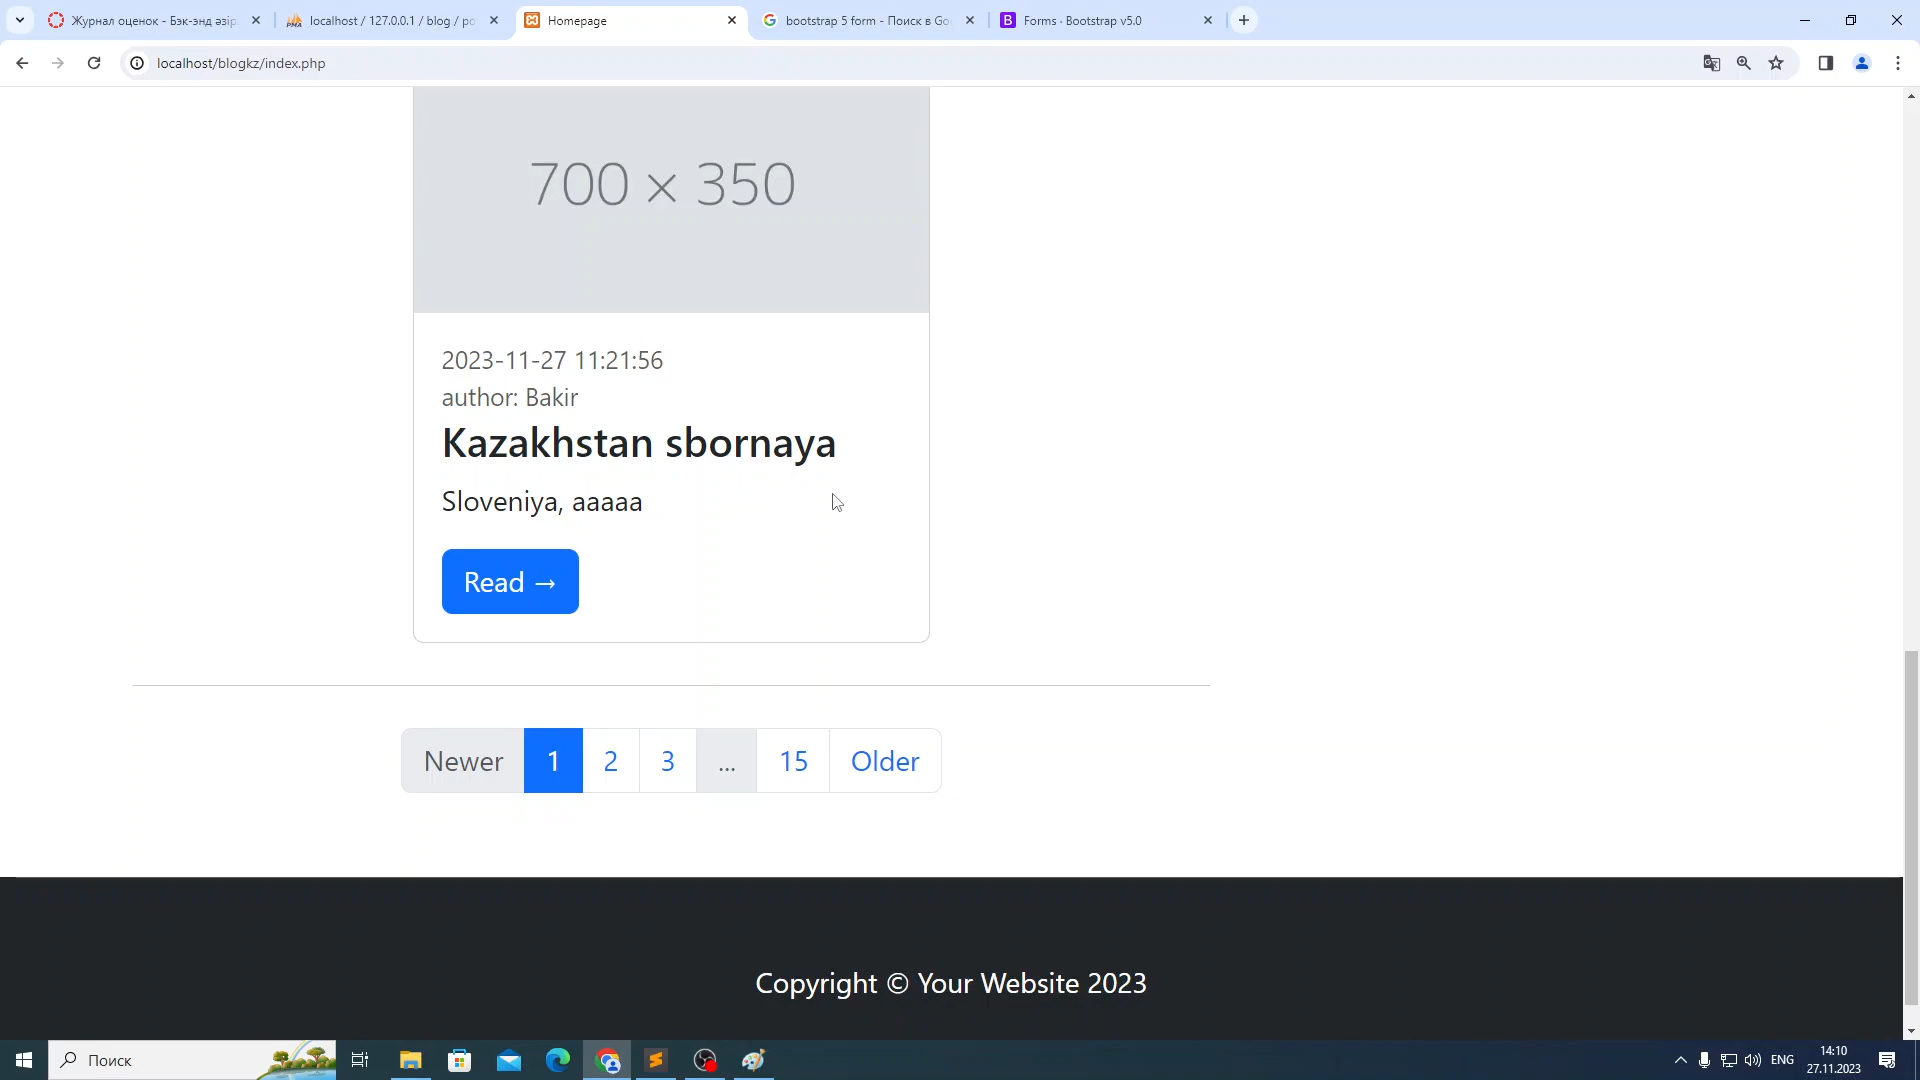 Журнал оценок - Бэк-энд әзір
localhost / 127.0.0.1 / blog / po
Homepage
bootstrap 5 form - Поиск в Go
Forms · Bootstrap v5.0
localhost/blogkz/index.php
700 × 350
2023-11-27 11:21:56
author: Bakir
Kazakhstan sbornaya
Sloveniya, aaaaa
Read →
Newer 1 2 3 ... 15 Older
Copyright © Your Website 2023
Поиск
ENG
14:10
27.11.2023